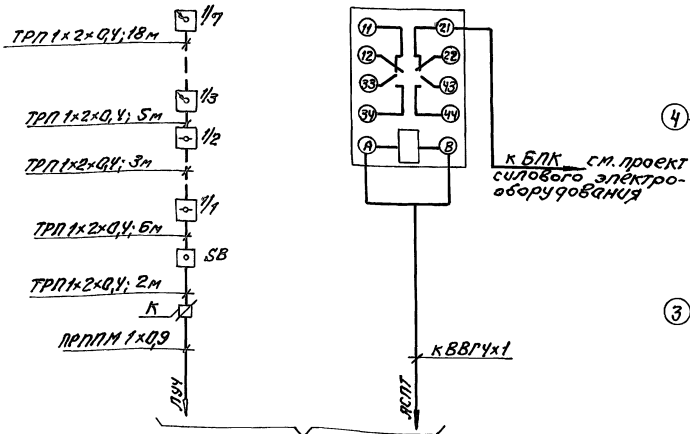 1/7
ТРП 1×2×0,4; 18м
1/3
ТРП 1×2×0,4; 5м
1/2
ТРП 1×2×0,4; 3м
1/1
ТРП 1×2×0,4; 6м
SB
ТРП 1×2×0,4; 2м
К
ПРППМ 1×0,9
ЛУЧ
11
21
12
22
33
43
34
44
А
В
к БПК
см. проект
силового электро-
оборудования
кВВГ4×1
ЯСПТ
4
3